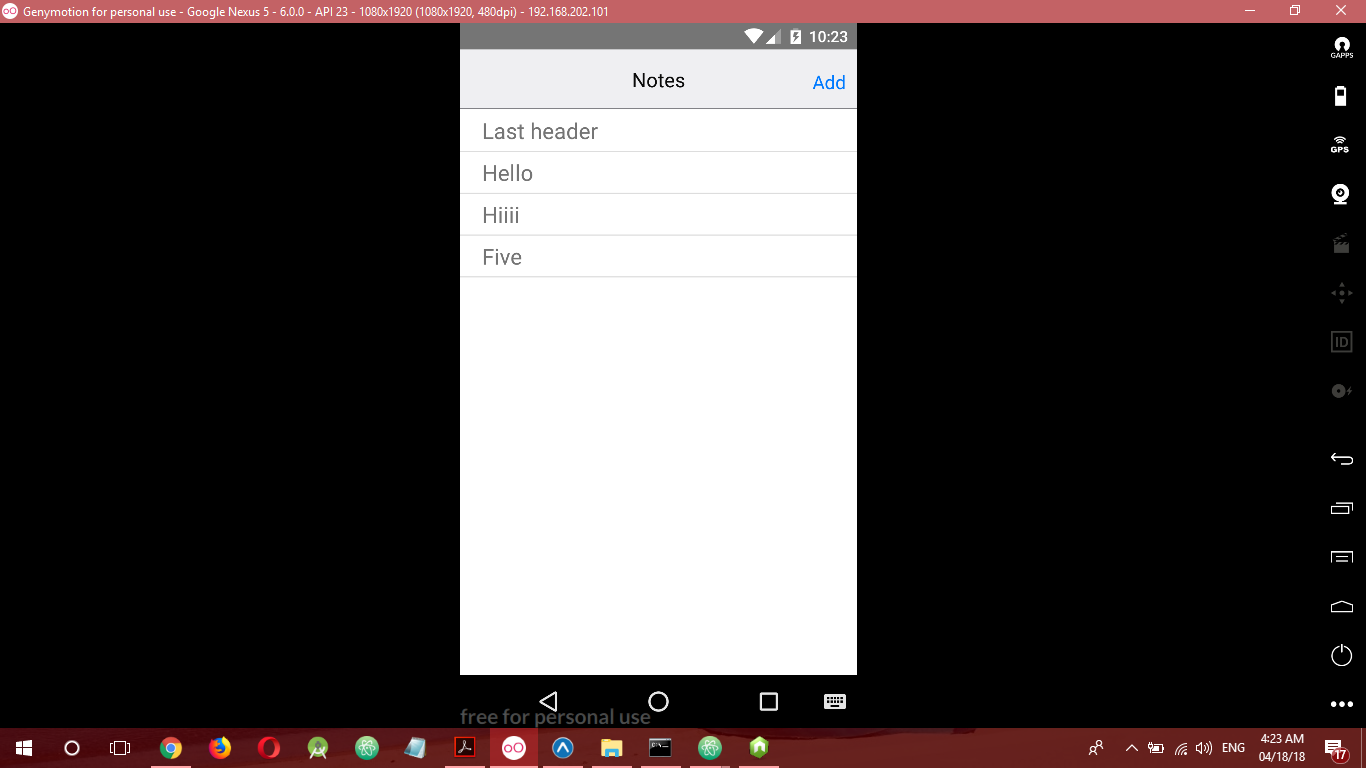 Genymotion for personal use - Google Nexus 5 - 6.0.0 - API 23 - 1080x1920 (1080x1920, 480dpi) - 192.168.202.101
10:23
Notes
Add
Last header
Hello
Hiiii
Five
GAPPS
GPS
ID
free for personal use
ENG
4:23 AM
04/18/18
17